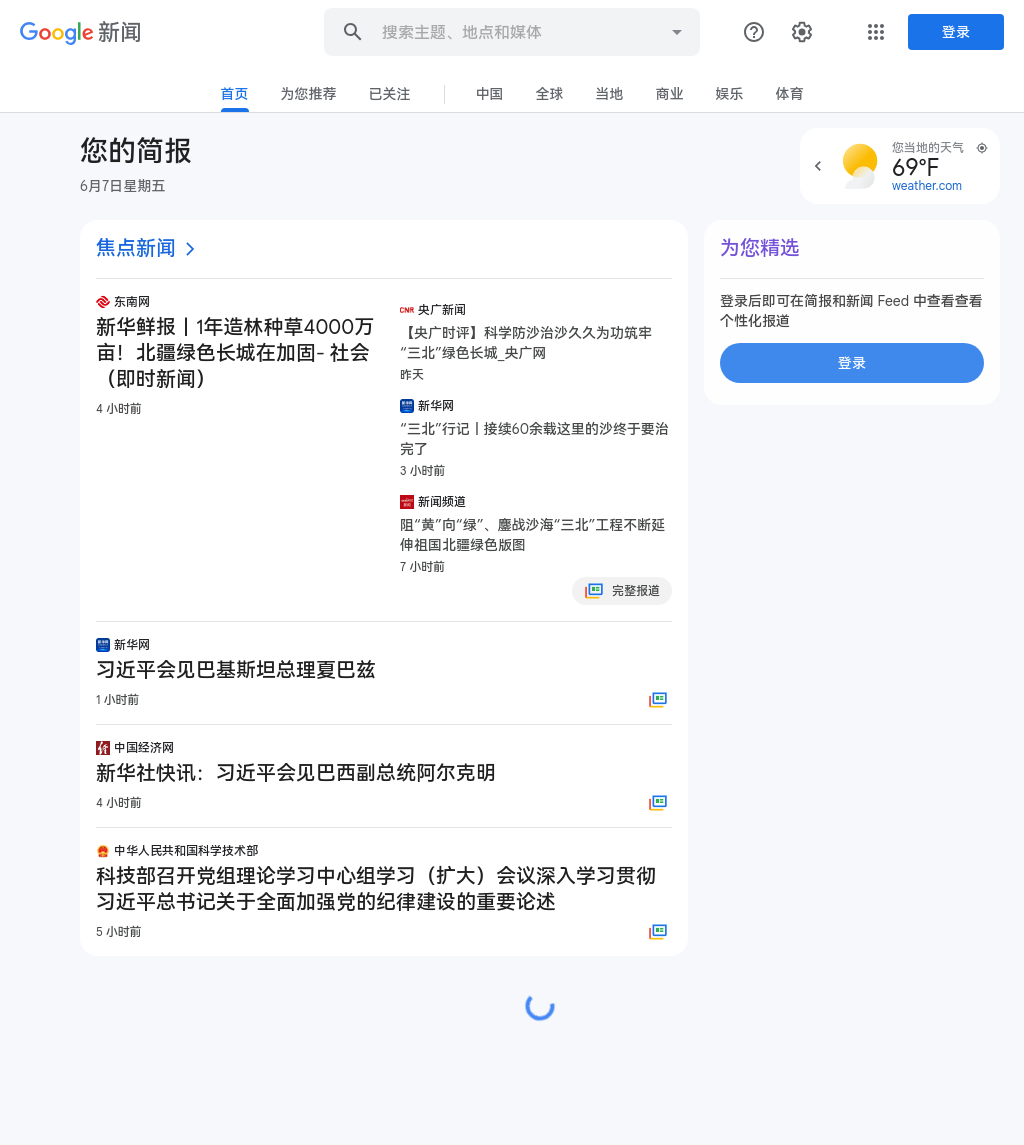 Google 新闻
搜索主题、地点和媒体
登录
首页 为您推荐 已关注 中国 全球 当地 商业 娱乐 体育
您的简报
6月7日星期五
您当地的天气
69°F
weather.com
焦点新闻
东南网
新华鲜报丨1年造林种草4000万
亩！北疆绿色长城在加固- 社会
（即时新闻）
4 小时前
CNR 央广新闻
【央广时评】科学防沙治沙久久为功筑牢
“三北”绿色长城_央广网
昨天
新华网
“三北”行记丨接续60余载这里的沙终于要治
完了
3 小时前
新闻频道
阻“黄”向“绿”、鏖战沙海“三北”工程不断延
伸祖国北疆绿色版图
7 小时前
完整报道
新华网
习近平会见巴基斯坦总理夏巴兹
1 小时前
中国经济网
新华社快讯：习近平会见巴西副总统阿尔克明
4 小时前
中华人民共和国科学技术部
科技部召开党组理论学习中心组学习（扩大）会议深入学习贯彻
习近平总书记关于全面加强党的纪律建设的重要论述
5 小时前
为您精选
登录后即可在简报和新闻 Feed 中查看查看
个性化报道
登录